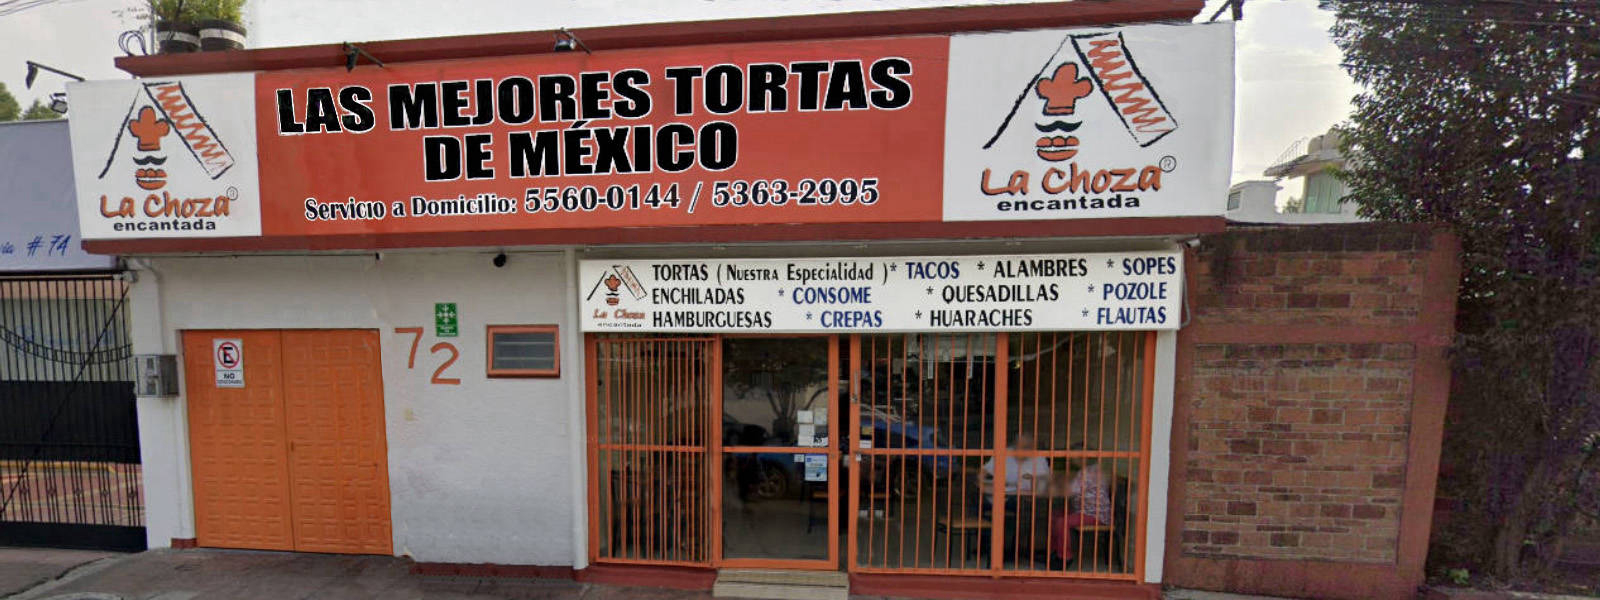 LAS MEJORES TORTAS
DE MÉXICO
Servicio a Domicilio: 5560-0144 / 5363-2995
La Choza®
encantada
La Choza®
encantada
# 74
TORTAS (Nuestra Especialidad )* TACOS * ALAMBRES * SOPES
ENCHILADAS * CONSOME * QUESADILLAS * POZOLE
HAMBURGUESAS * CREPAS * HUARACHES * FLAUTAS
La Choza
encantada
E
NO
72